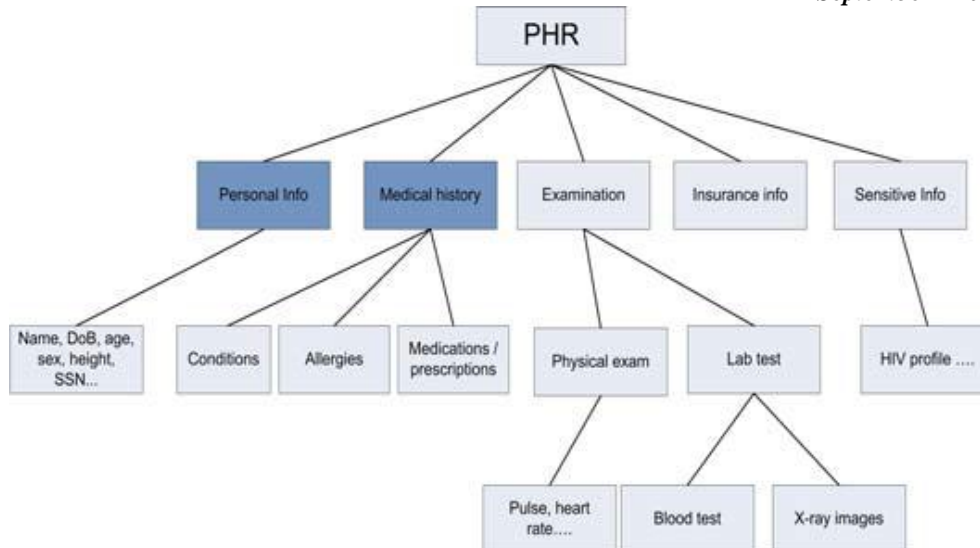 PHR
Personal Info
Medical history
Examination
Insurance info
Sensitive Info
Name, DoB, age,
sex, height,
SSN...
Conditions
Allergies
Medications /
prescriptions
Physical exam
Lab test
HIV profile ....
Pulse, heart
rate....
Blood test
X-ray images